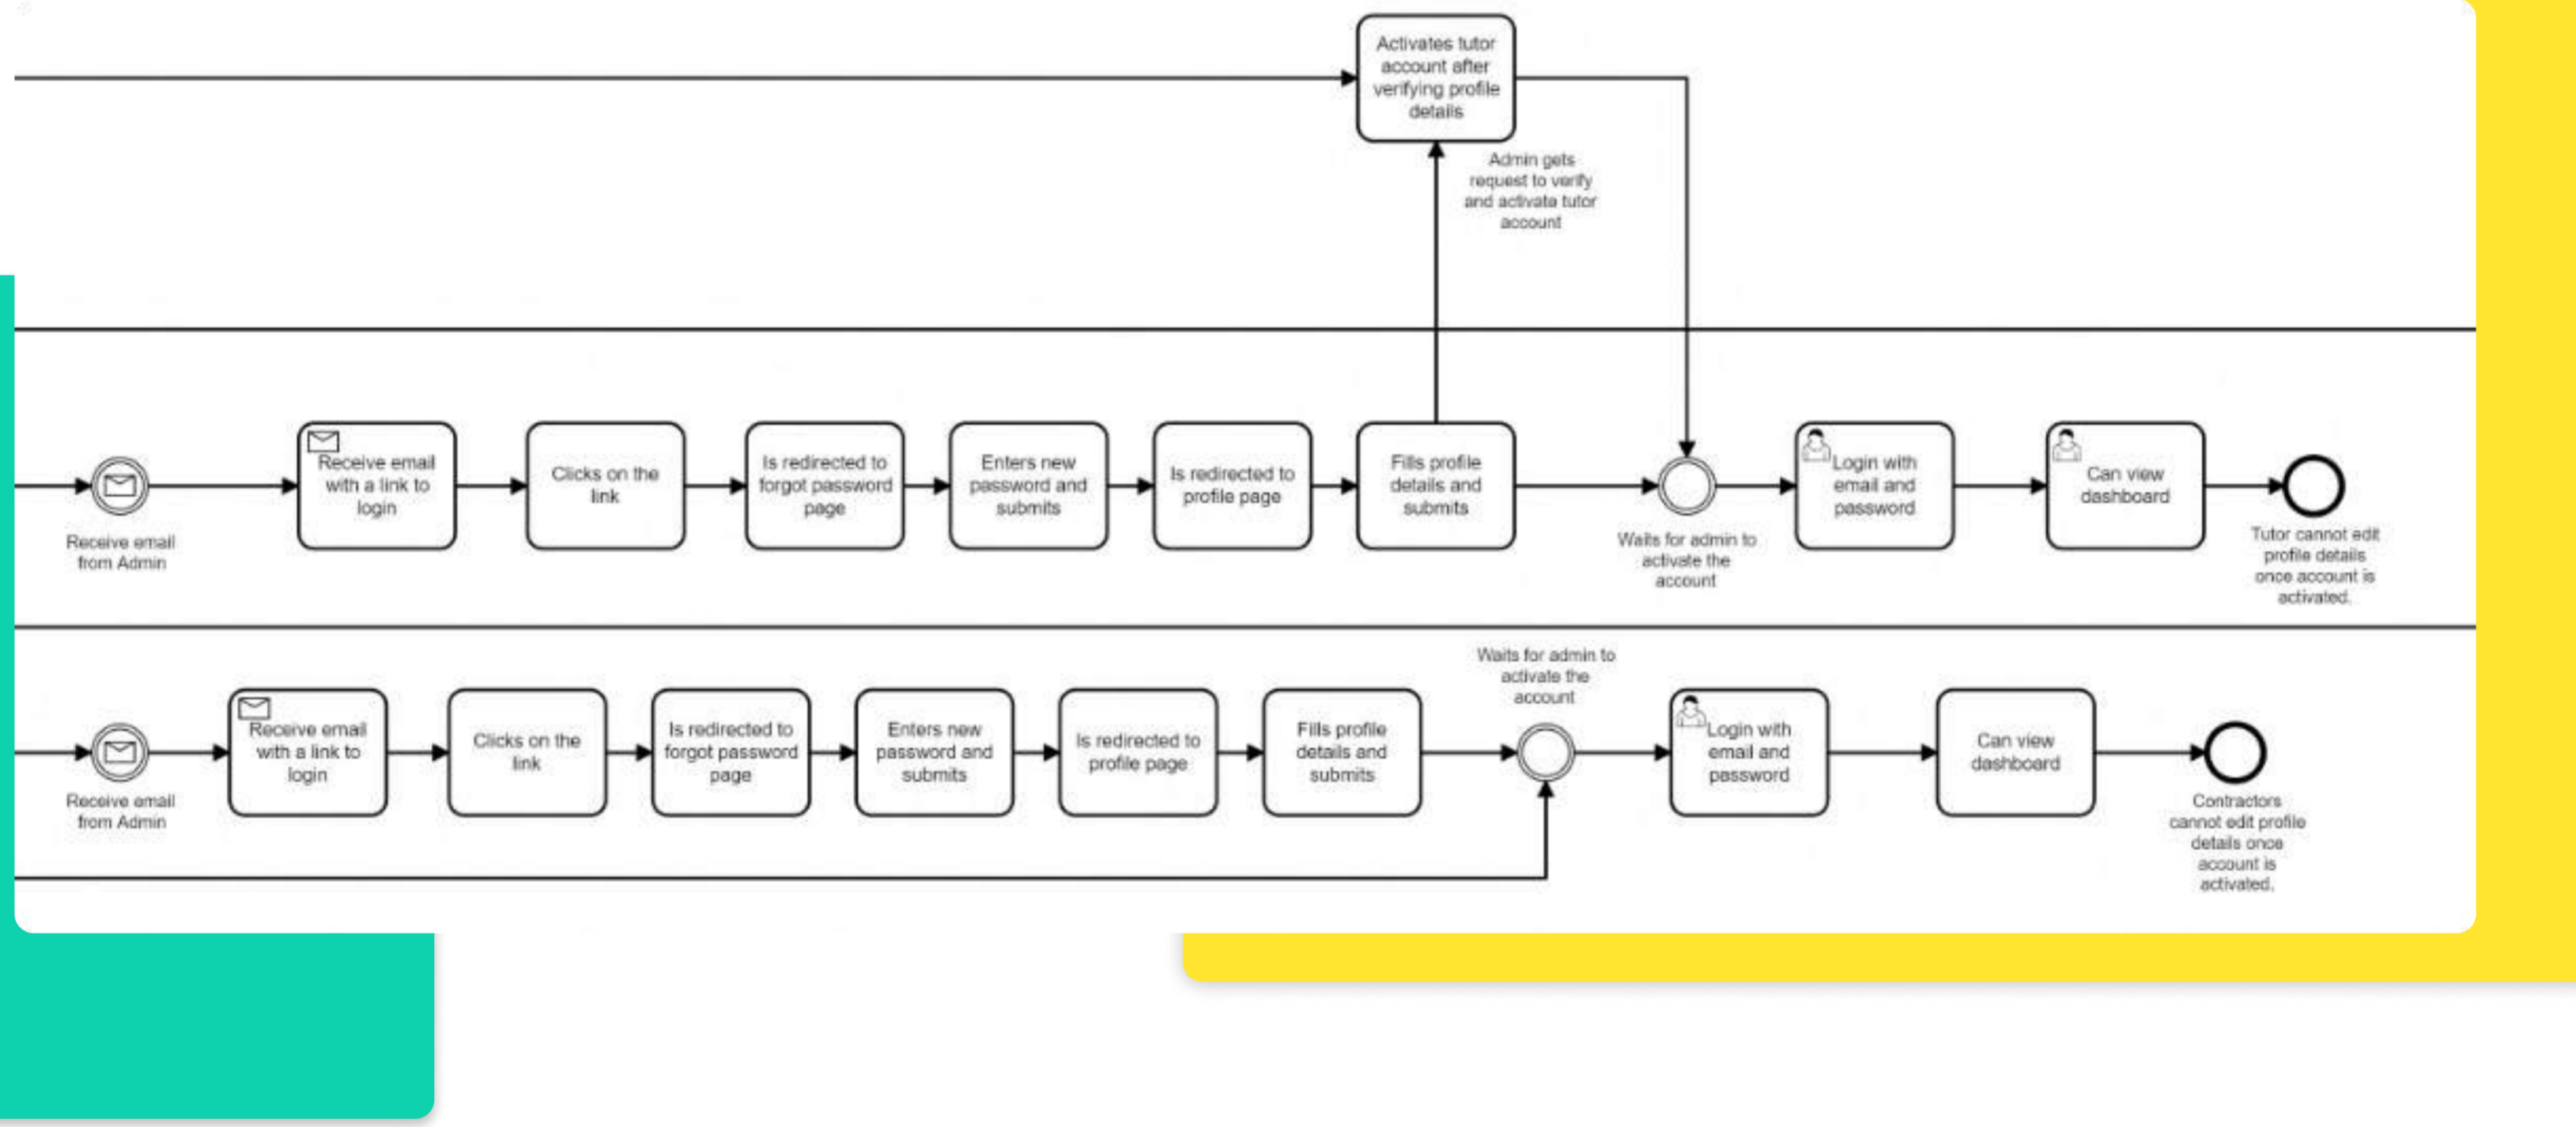 Activates tutor
account after
verifying profile
details
Admin gets
request to verify
and activate tutor
account
Receive email
from Admin
Receive email
with a link to
login
Clicks on the
link
Is redirected to
forgot password
page
Enters new
password and
submits
Is redirected to
profile page
Fills profile
details and
submits
Waits for admin to
activate the
account
Login with
email and
password
Can view
dashboard
Tutor cannot edit
profile details
once account is
activated.
Receive email
from Admin
Receive email
with a link to
login
Clicks on the
link
Is redirected to
forgot password
page
Enters new
password and
submits
Is redirected to
profile page
Fills profile
details and
submits
Waits for admin to
activate the
account
Login with
email and
password
Can view
dashboard
Contractors
cannot edit profile
details once
account is
activated.